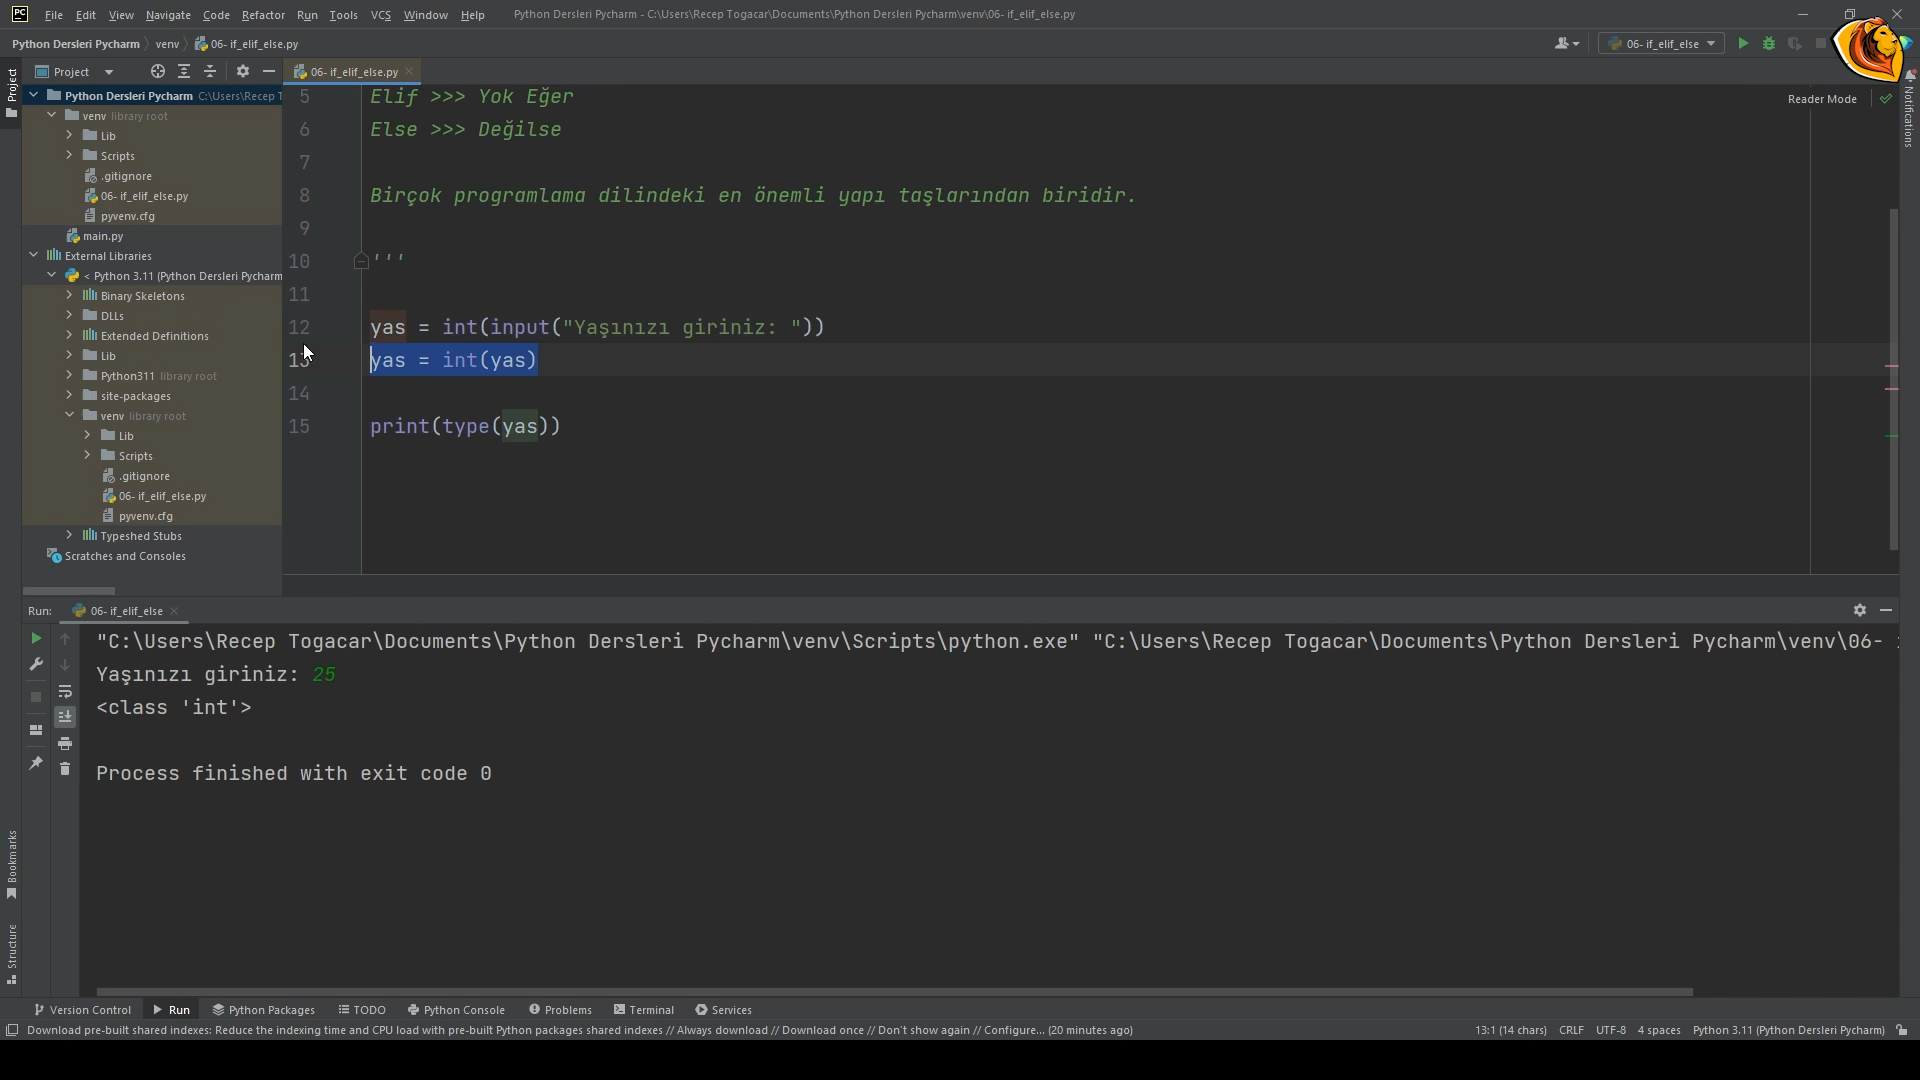 PC File Edit View Navigate Code Refactor Run Tools VCS Window Help Python Dersleri Pycharm - C:\Users\Recep Togacar\Documents\Python Dersleri Pycharm\venv\06- if_elif_else.py
Python Dersleri Pycharm venv 06- if_elif_else.py 06- if_elif_else
Project 06- if_elif_else.py
Project
Notifications
Reader Mode
Python Dersleri Pycharm C:\Users\Recep T
venv library root
Lib
Scripts
.gitignore
06- if_elif_else.py
pyvenv.cfg
main.py
External Libraries
< Python 3.11 (Python Dersleri Pycharm
Binary Skeletons
DLLs
Extended Definitions
Lib
Python311 library root
site-packages
venv library root
Lib
Scripts
.gitignore
06- if_elif_else.py
pyvenv.cfg
Typeshed Stubs
Scratches and Consoles
5 Elif >>> Yok Eğer
6 Else >>> Değilse
7
8 Birçok programlama dilindeki en önemli yapı taşlarından biridir.
9
10 '''
11
12 yas = int(input("Yaşınızı giriniz: "))
13 yas = int(yas)
14
15 print(type(yas))
Run: 06- if_elif_else
"C:\Users\Recep Togacar\Documents\Python Dersleri Pycharm\venv\Scripts\python.exe" "C:\Users\Recep Togacar\Documents\Python Dersleri Pycharm\venv\06-
Yaşınızı giriniz: 25
<class 'int'>
Process finished with exit code 0
Bookmarks
Structure
Version Control Run Python Packages TODO Python Console Problems Terminal Services
Download pre-built shared indexes: Reduce the indexing time and CPU load with pre-built Python packages shared indexes // Always download // Download once // Don't show again // Configure... (20 minutes ago) 13:1 (14 chars) CRLF UTF-8 4 spaces Python 3.11 (Python Dersleri Pycharm)